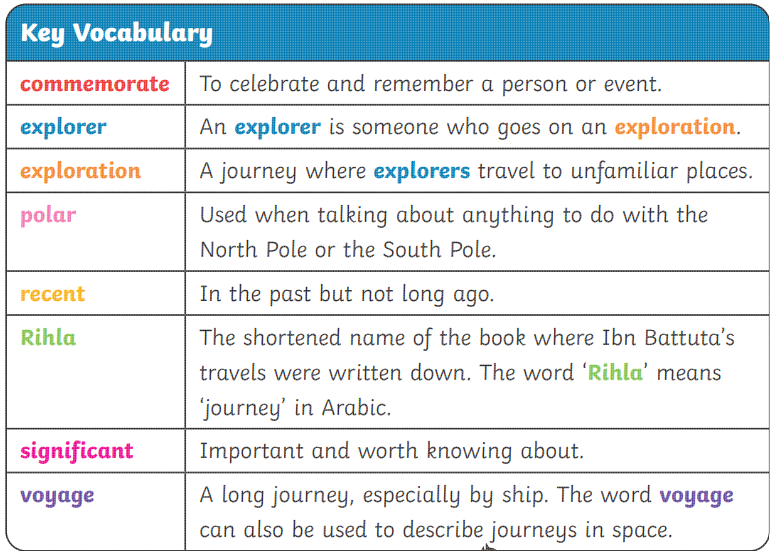 Key Vocabulary
commemorate To celebrate and remember a person or event.
explorer An explorer is someone who goes on an exploration.
exploration A journey where explorers travel to unfamiliar places.
polar Used when talking about anything to do with the
North Pole or the South Pole.
recent In the past but not long ago.
Rihla The shortened name of the book where Ibn Battuta's
travels were written down. The word ‘Rihla’ means
‘journey’ in Arabic.
significant Important and worth knowing about.
voyage A long journey, especially by ship. The word voyage
can also be used to describe journeys in space.